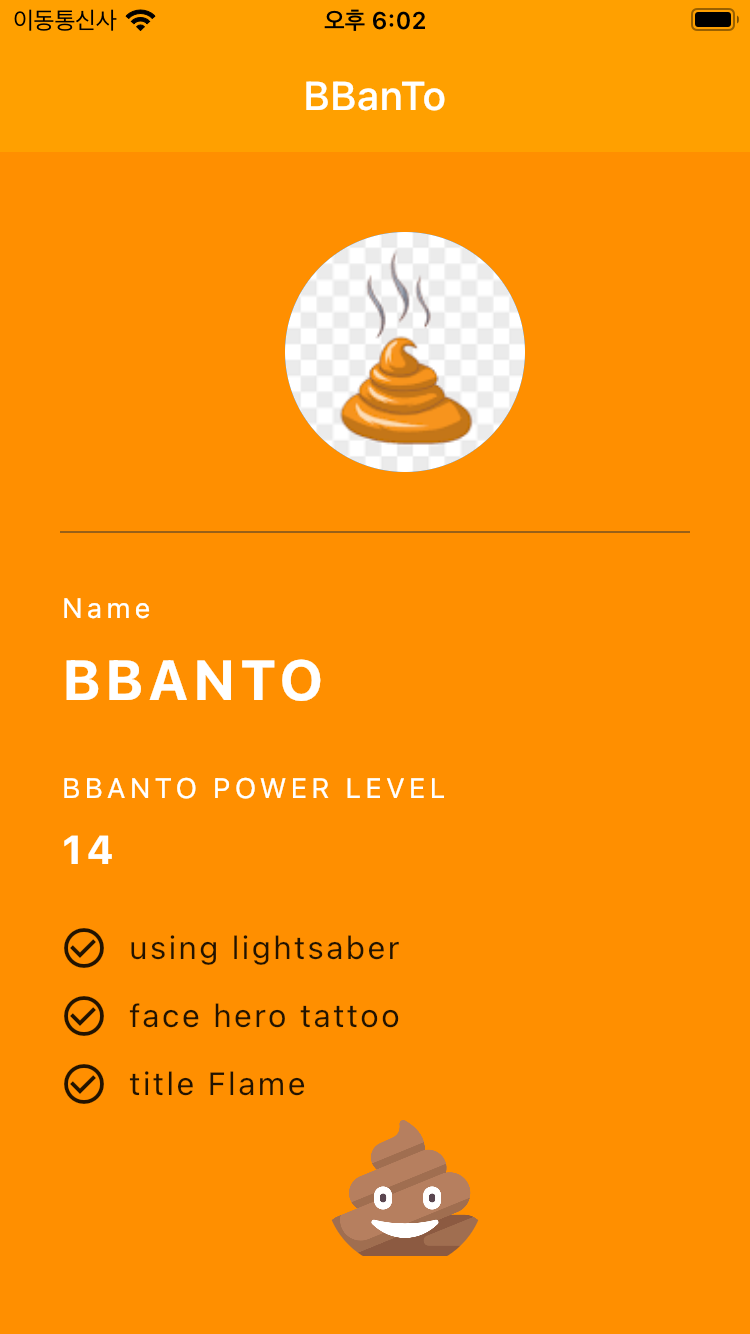 이동통신사 오후 6:02
BBanTo
Name
BBANTO
BBANTO POWER LEVEL
14
using lightsaber
face hero tattoo
title Flame